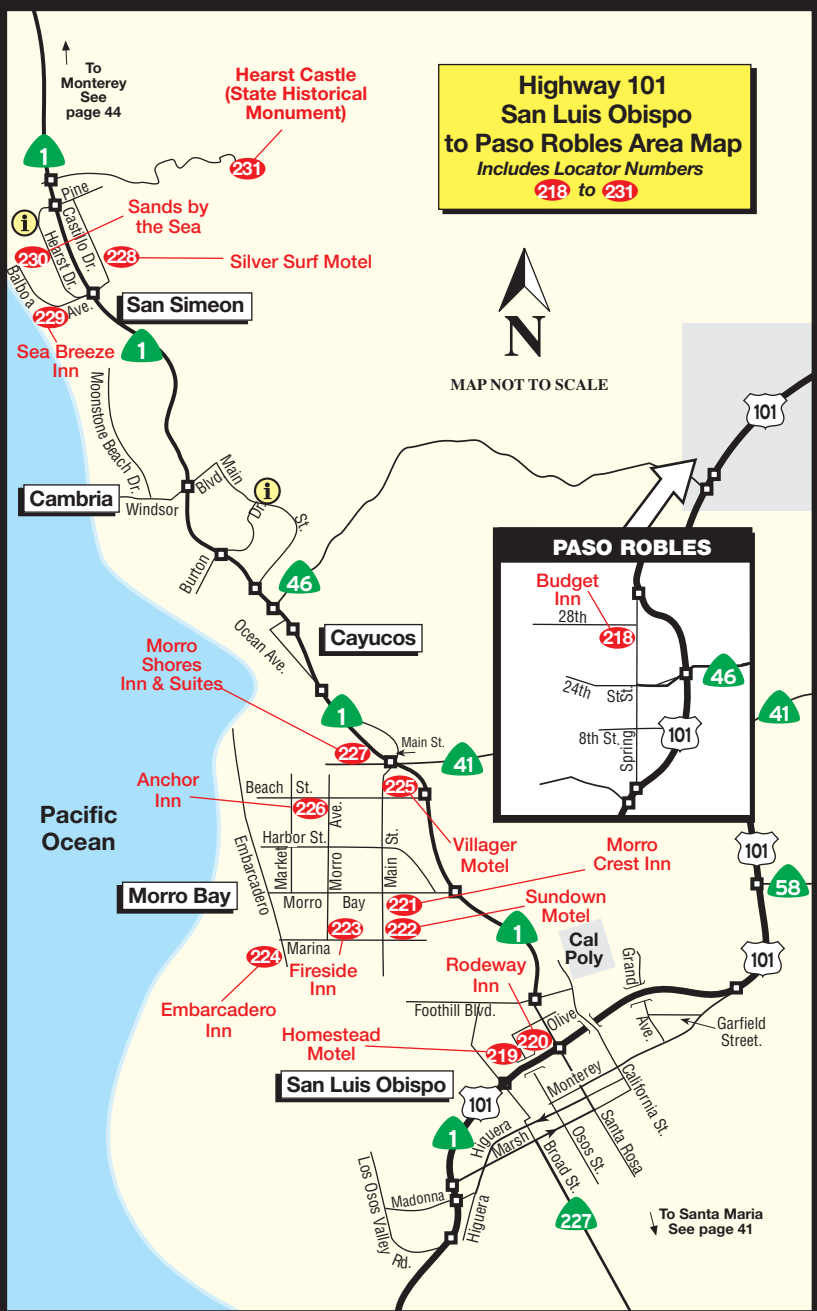 To
Monterey
See
page 44
Hearst Castle
(State Historical
Monument)
Highway 101
San Luis Obispo
to Paso Robles Area Map
Includes Locator Numbers
218 to 231
1
231
Pine
i
Sands by
the Sea
Castillo Dr.
Hearst Dr.
230
228
Silver Surf Motel
Balboa Ave.
229
San Simeon
Sea Breeze
Inn
1
N
MAP NOT TO SCALE
101
Moonstone Beach Dr.
Cambria
Windsor Blvd
Main St.
i
Burton Dr.
46
PASO ROBLES
Budget
Inn
28th
218
46
24th St.
St.
101
8th St.
Spring
41
Ocean Ave.
Cayucos
Morro
Shores
Inn & Suites
1
227
Main St.
41
Anchor
Inn
Beach St.
226
225
Ave.
Pacific
Ocean
Harbor St.
St.
Villager
Motel
Morro
Crest Inn
101
58
Embarcadero
Market
Morro
Main
Morro Bay
Morro Bay
221
Sundown
Motel
222
223
1
Cal
Poly
101
Marina
224
Fireside
Inn
Rodeway
Inn
Grand Ave.
Embarcadero
Inn
Foothill Blvd.
Olive
Garfield
Street.
Homestead
Motel
220
219
San Luis Obispo
101
Monterey
California St.
1
Higuera
Marsh
Santa Rosa
Osos St.
Broad St.
Los Osos Valley Rd.
Madonna
Higuera
227
To Santa Maria
See page 41